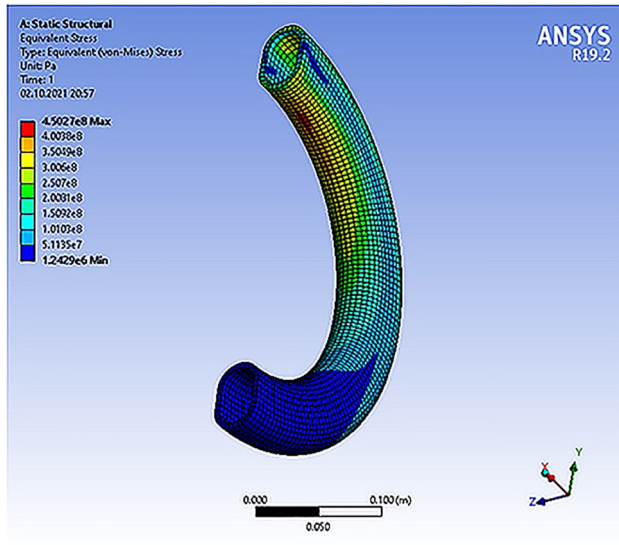 A: Static Structural
Equivalent Stress
Type: Equivalent (von-Mises) Stress
Unit: Pa
Time: 1
02.10.2021 20:57
4.5027e8 Max
4.0038e8
3.5049e8
3.006e8
2.507e8
2.0081e8
1.5092e8
1.0103e8
5.1135e7
1.2429e6 Min
ANSYS
R19.2
0.000
0.100 (m)
0.050
X
Y
Z